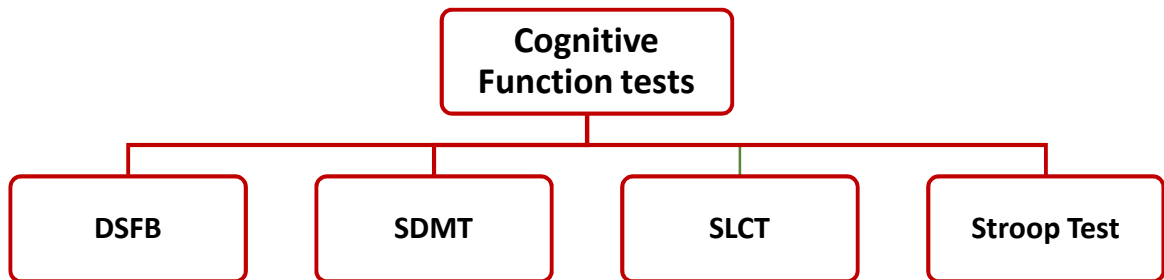 Cognitive
Function tests
DSFB
SDMT
SLCT
Stroop Test